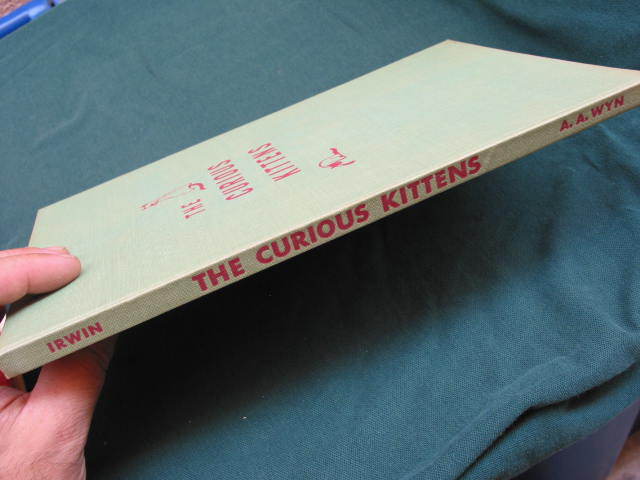 THE
CURIOUS
KITTENS
IRWIN THE CURIOUS KITTENS A. A. WYN